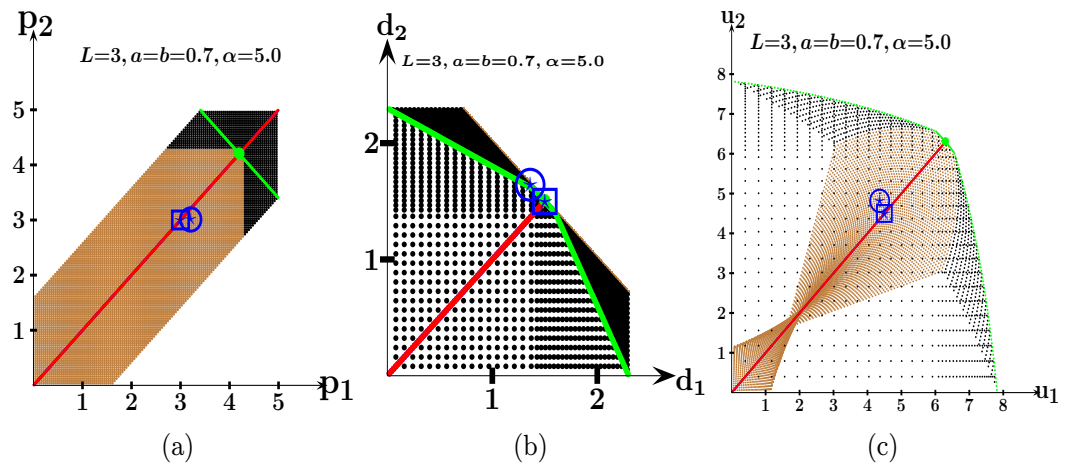 p2
L=3, a=b=0.7, α=5.0
5
4
3
2
1
1 2 3 4 5
p1
(a)
d2
L=3, a=b=0.7, α=5.0
2
1
1 2
d1
(b)
u2
L=3, a=b=0.7, α=5.0
8
7
6
5
4
3
2
1
1 2 3 4 5 6 7 8
u1
(c)